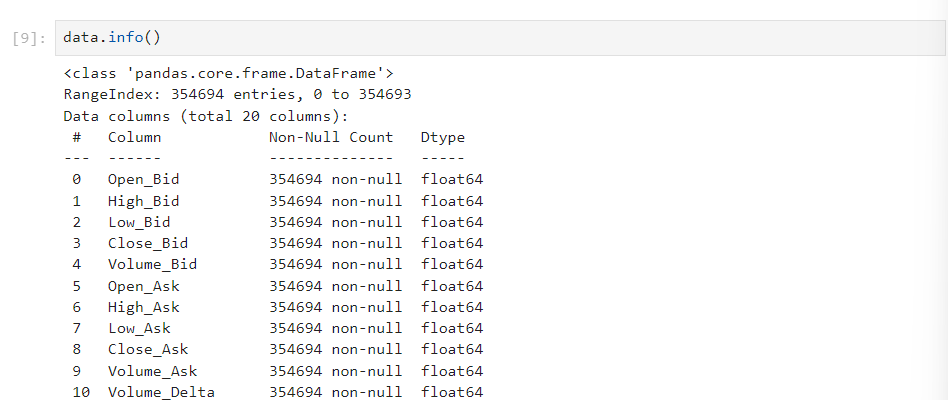 [9]: data.info()
<class 'pandas.core.frame.DataFrame'>
RangeIndex: 354694 entries, 0 to 354693
Data columns (total 20 columns):
 #   Column            Non-Null Count   Dtype
---  ------            --------------   -----
 0   Open_Bid          354694 non-null  float64
 1   High_Bid          354694 non-null  float64
 2   Low_Bid           354694 non-null  float64
 3   Close_Bid         354694 non-null  float64
 4   Volume_Bid        354694 non-null  float64
 5   Open_Ask          354694 non-null  float64
 6   High_Ask          354694 non-null  float64
 7   Low_Ask           354694 non-null  float64
 8   Close_Ask         354694 non-null  float64
 9   Volume_Ask        354694 non-null  float64
 10  Volume_Delta      354694 non-null  float64